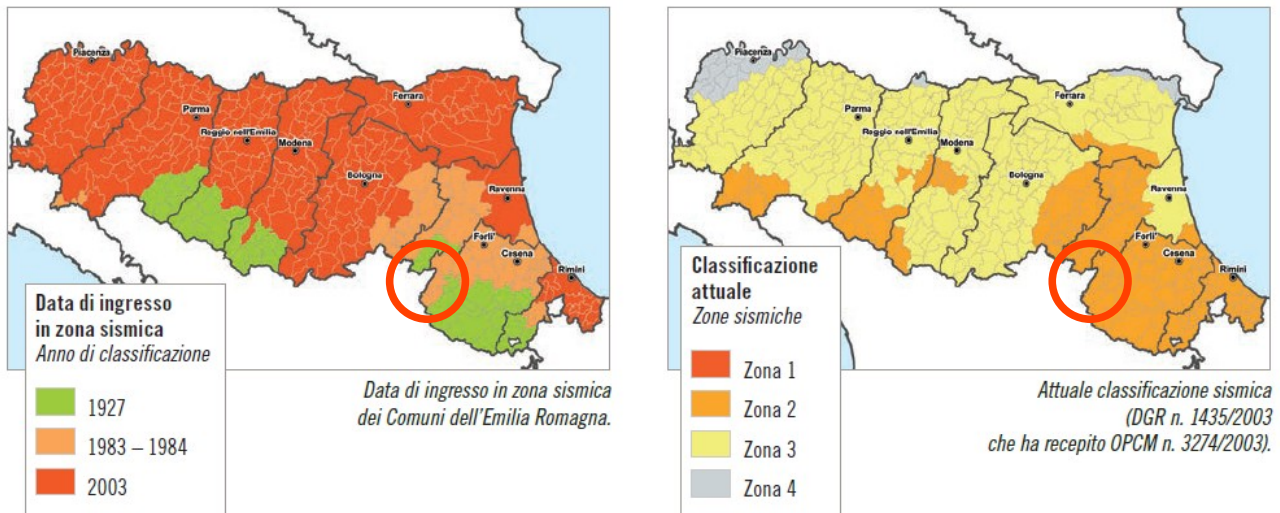 Piacenza
Parma
Reggio nell'Emilia
Modena
Ferrara
Bologna
Ravenna
Forli'
Cesena
Rimini
Data di ingresso
in zona sismica
Anno di classificazione
1927
1983 – 1984
2003
Data di ingresso in zona sismica
dei Comuni dell'Emilia Romagna.
Piacenza
Parma
Reggio nell'Emilia
Modena
Ferrara
Bologna
Ravenna
Forli'
Cesena
Rimini
Classificazione
attuale
Zone sismiche
Zona 1
Zona 2
Zona 3
Zona 4
Attuale classificazione sismica
(DGR n. 1435/2003
che ha recepito OPCM n. 3274/2003).